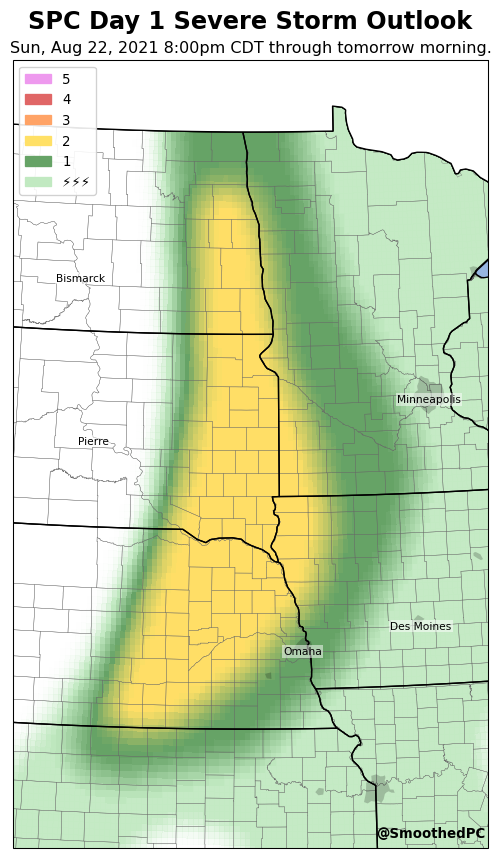 SPC Day 1 Severe Storm Outlook
Sun, Aug 22, 2021 8:00pm CDT through tomorrow morning.
5
4
3
2
1
⚡⚡⚡
Bismarck
Minneapolis
Pierre
Des Moines
Omaha
@SmoothedPC